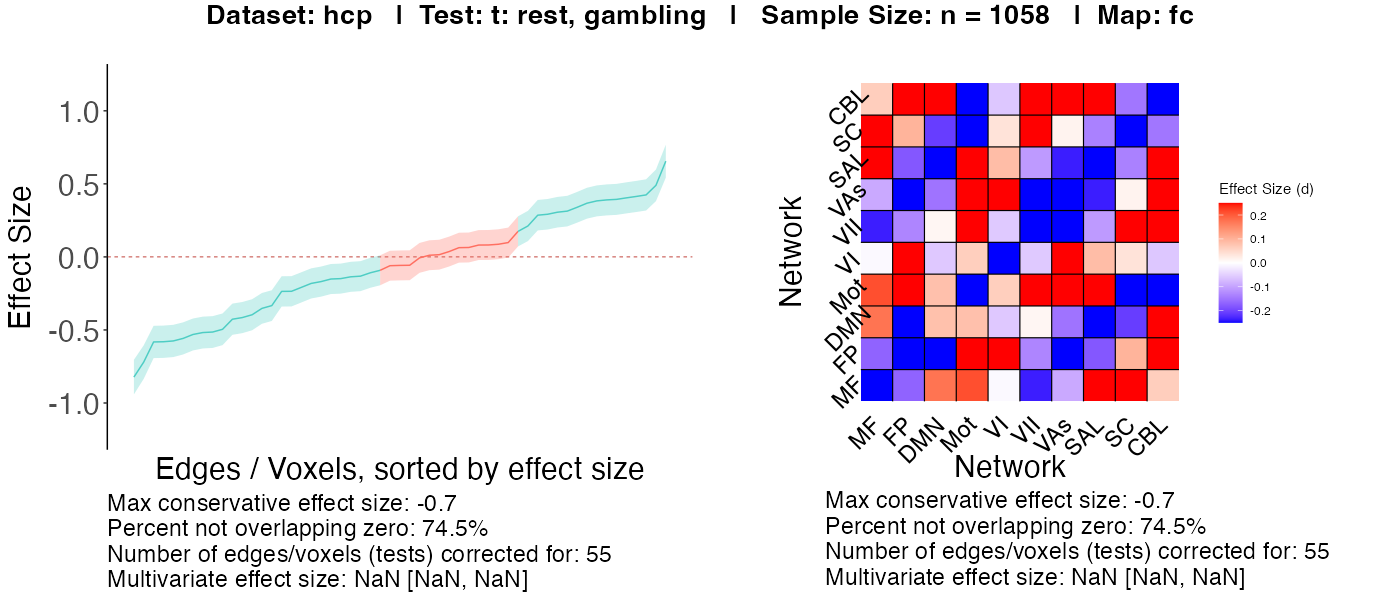 Dataset: hcp | Test: t: rest, gambling | Sample Size: n = 1058 | Map: fc
Effect Size
1.0
0.5
0.0
-0.5
-1.0
Edges / Voxels, sorted by effect size
Max conservative effect size: -0.7
Percent not overlapping zero: 74.5%
Number of edges/voxels (tests) corrected for: 55
Multivariate effect size: NaN [NaN, NaN]
Network
CBL
SC
SAL
VAs
VII
VI
Mot
DMN
FP
MF
MF
FP
DMN
Mot
VI
VII
VAs
SAL
SC
CBL
Network
Effect Size (d)
0.2
0.1
0.0
-0.1
-0.2
Max conservative effect size: -0.7
Percent not overlapping zero: 74.5%
Number of edges/voxels (tests) corrected for: 55
Multivariate effect size: NaN [NaN, NaN]